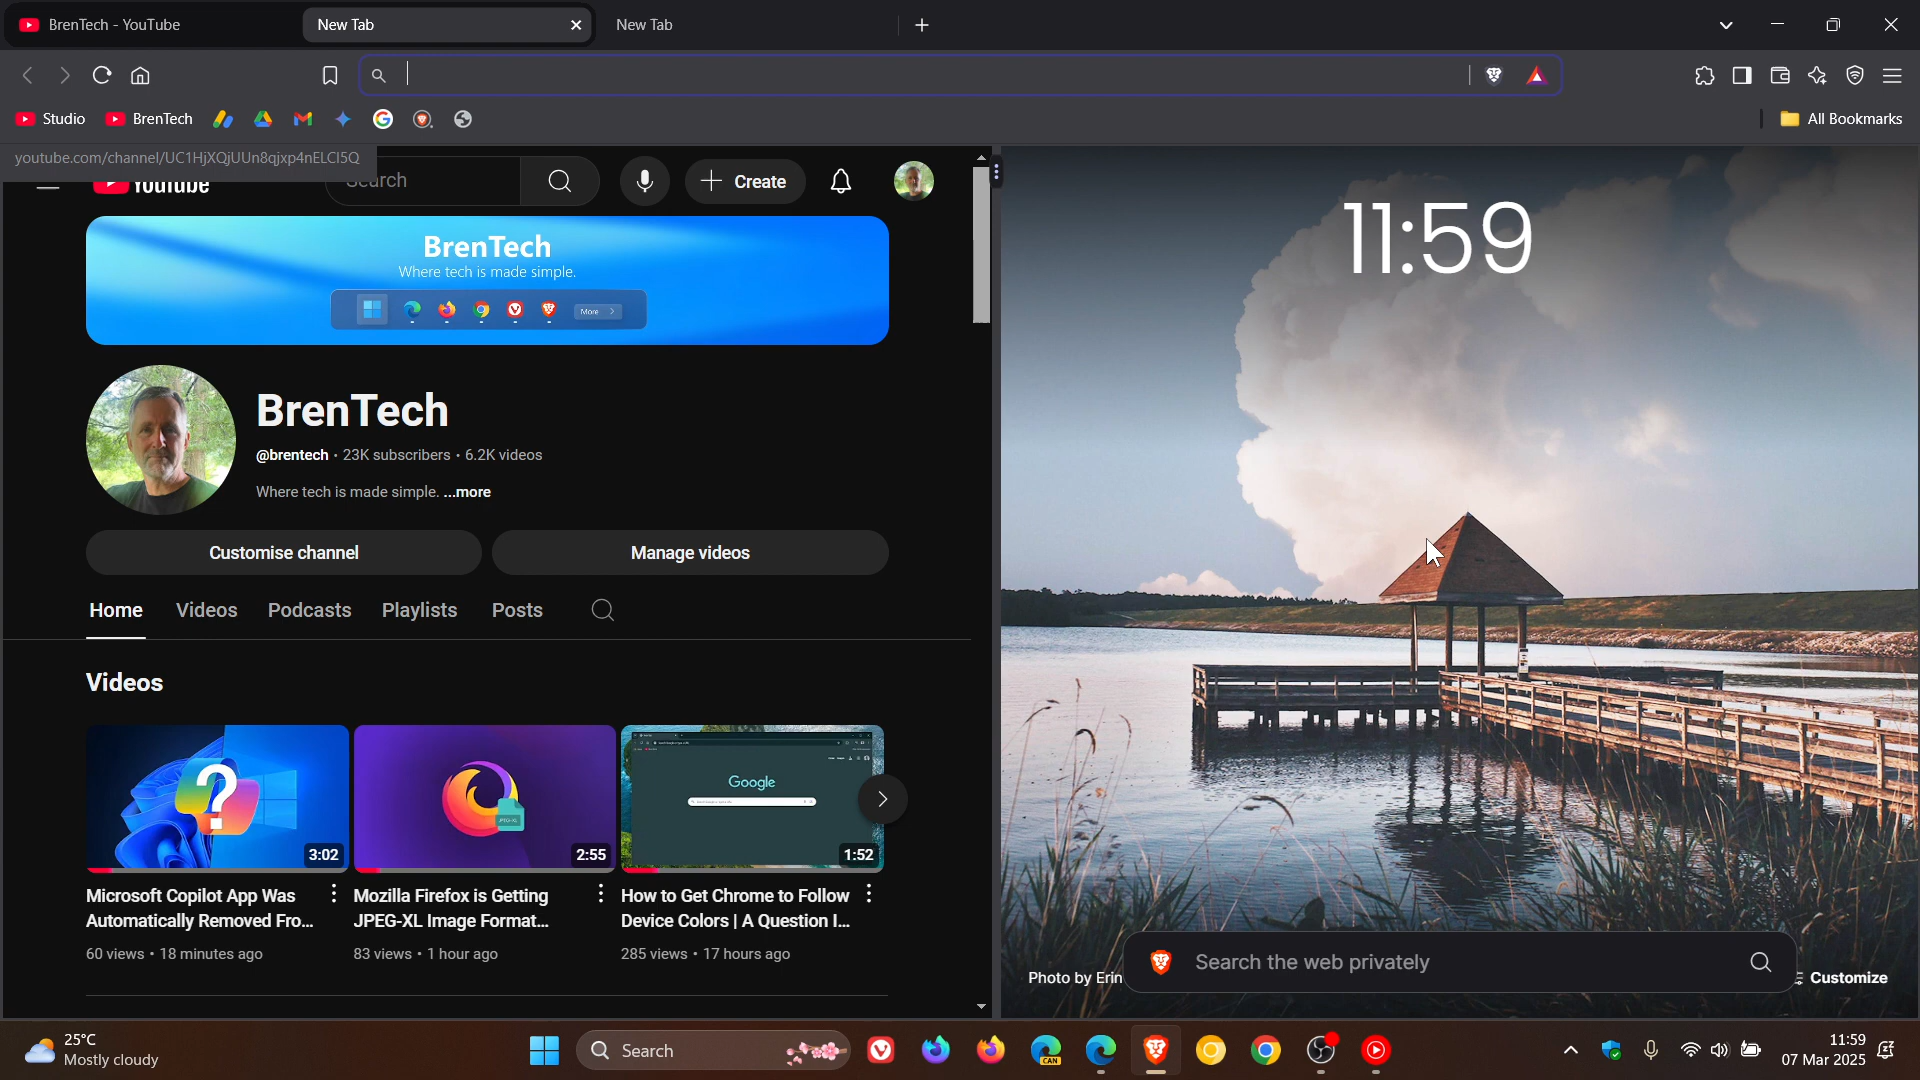 BrenTech - YouTube
New Tab
New Tab
Studio
BrenTech
All Bookmarks
youtube.com/channel/UC1HjXQjUUn8qjxp4nELCI5Q
YouTube
Search
Create
BrenTech
Where tech is made simple.
More
BrenTech
@brentech • 23K subscribers • 6.2K videos
Where tech is made simple. ...more
Customise channel
Manage videos
Home
Videos
Podcasts
Playlists
Posts
Videos
3:02
JPEG-XL
2:55
Google
1:52
Microsoft Copilot App Was
Automatically Removed Fro...
60 views • 18 minutes ago
Mozilla Firefox is Getting
JPEG-XL Image Format...
83 views • 1 hour ago
How to Get Chrome to Follow
Device Colors | A Question I...
285 views • 17 hours ago
11:59
Photo by Erin
Search the web privately
Customize
25°C
Mostly cloudy
Search
CAN
11:59
07 Mar 2025